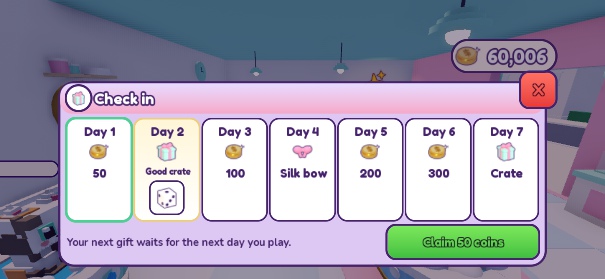 60,006
Check in
Day 1
50
Day 2
Good crate
Day 3
100
Day 4
Silk bow
Day 5
200
Day 6
300
Day 7
Crate
Your next gift waits for the next day you play.
Claim 50 coins